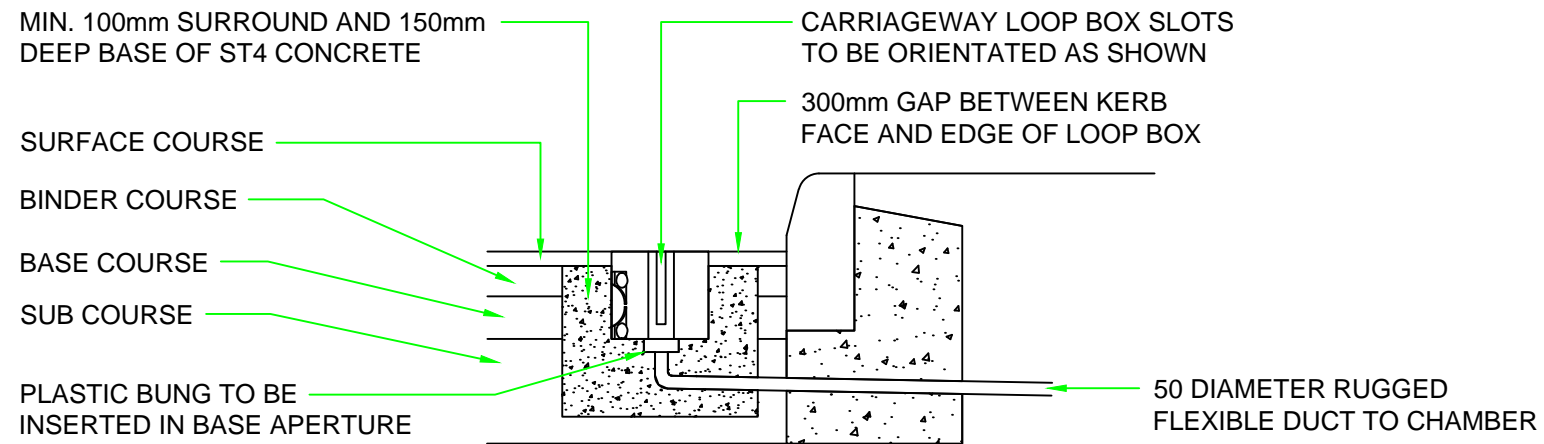 MIN. 100mm SURROUND AND 150mm
DEEP BASE OF ST4 CONCRETE
CARRIAGEWAY LOOP BOX SLOTS
TO BE ORIENTATED AS SHOWN
300mm GAP BETWEEN KERB
FACE AND EDGE OF LOOP BOX
SURFACE COURSE
BINDER COURSE
BASE COURSE
SUB COURSE
PLASTIC BUNG TO BE
INSERTED IN BASE APERTURE
50 DIAMETER RUGGED
FLEXIBLE DUCT TO CHAMBER